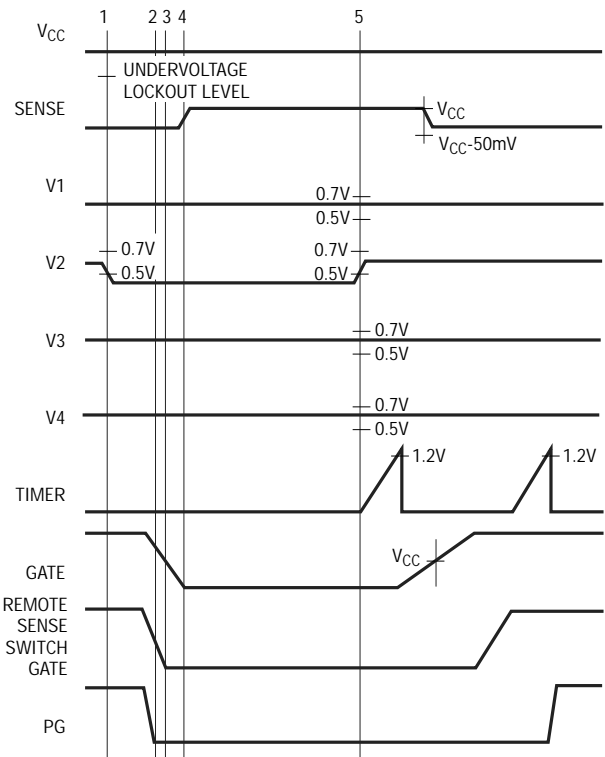 1 2 3 4 5
VCC
UNDERVOLTAGE
LOCKOUT LEVEL
SENSE
VCC
VCC-50mV
V1
0.7V
0.5V
V2
0.7V
0.5V
0.7V
0.5V
V3
0.7V
0.5V
V4
0.7V
0.5V
TIMER
1.2V
1.2V
GATE
VCC
REMOTE
SENSE
SWITCH
GATE
PG